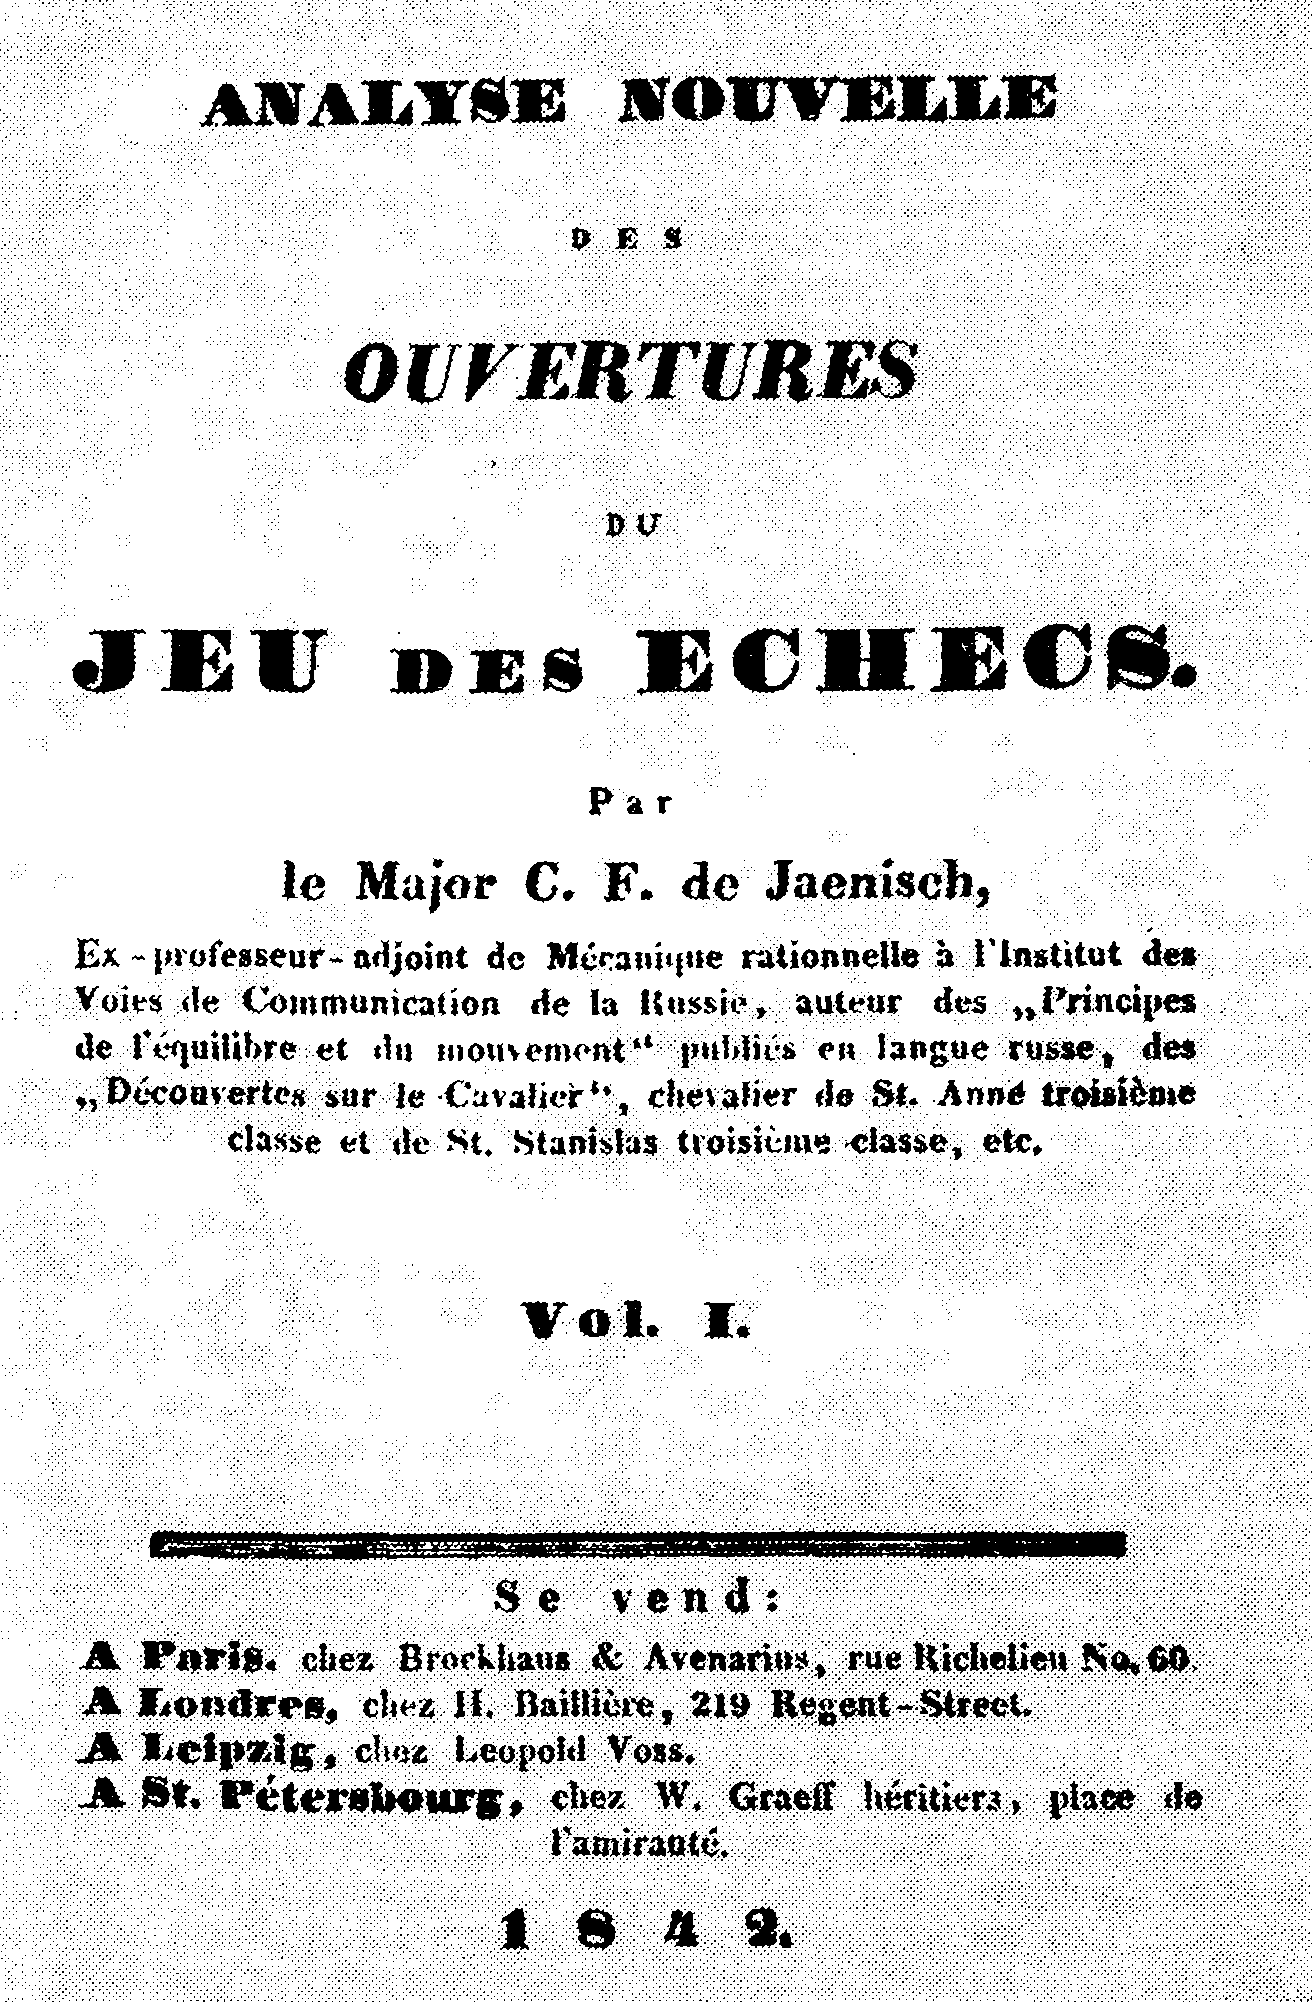 ANALYSE NOUVELLE
DES
OUVERTURES
DU
JEU DES ECHECS.
Par
le Major C. F. de Jaenisch,
Ex-professeur-adjoint de Mécanique rationnelle à l'Institut des
Voies de Communication de la Russie, auteur des „Principes
de l'équilibre et du mouvement“ publiés en langue russe, des
„Découvertes sur le Cavalier“, chevalier de St. Anné troisième
classe et de St. Stanislas troisième classe, etc.
Vol. I.
Se vend:
A Paris. chez Brockhaus & Avenarius, rue Richelieu No. 60.
A Londres, chez H. Baillière, 219 Regent-Street.
A Leipzig, chez Leopold Voss.
A St. Pétersbourg, chez W. Graeff héritiers, place de
l'amirauté.
1842.